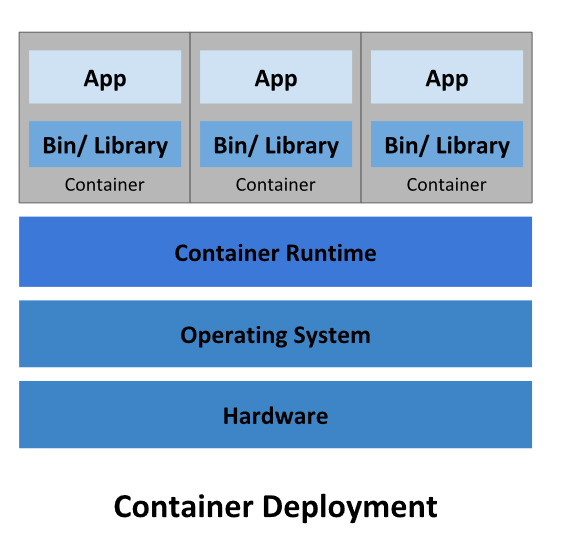 App App App
Bin/ Library Bin/ Library Bin/ Library
Container Container Container
Container Runtime
Operating System
Hardware
Container Deployment